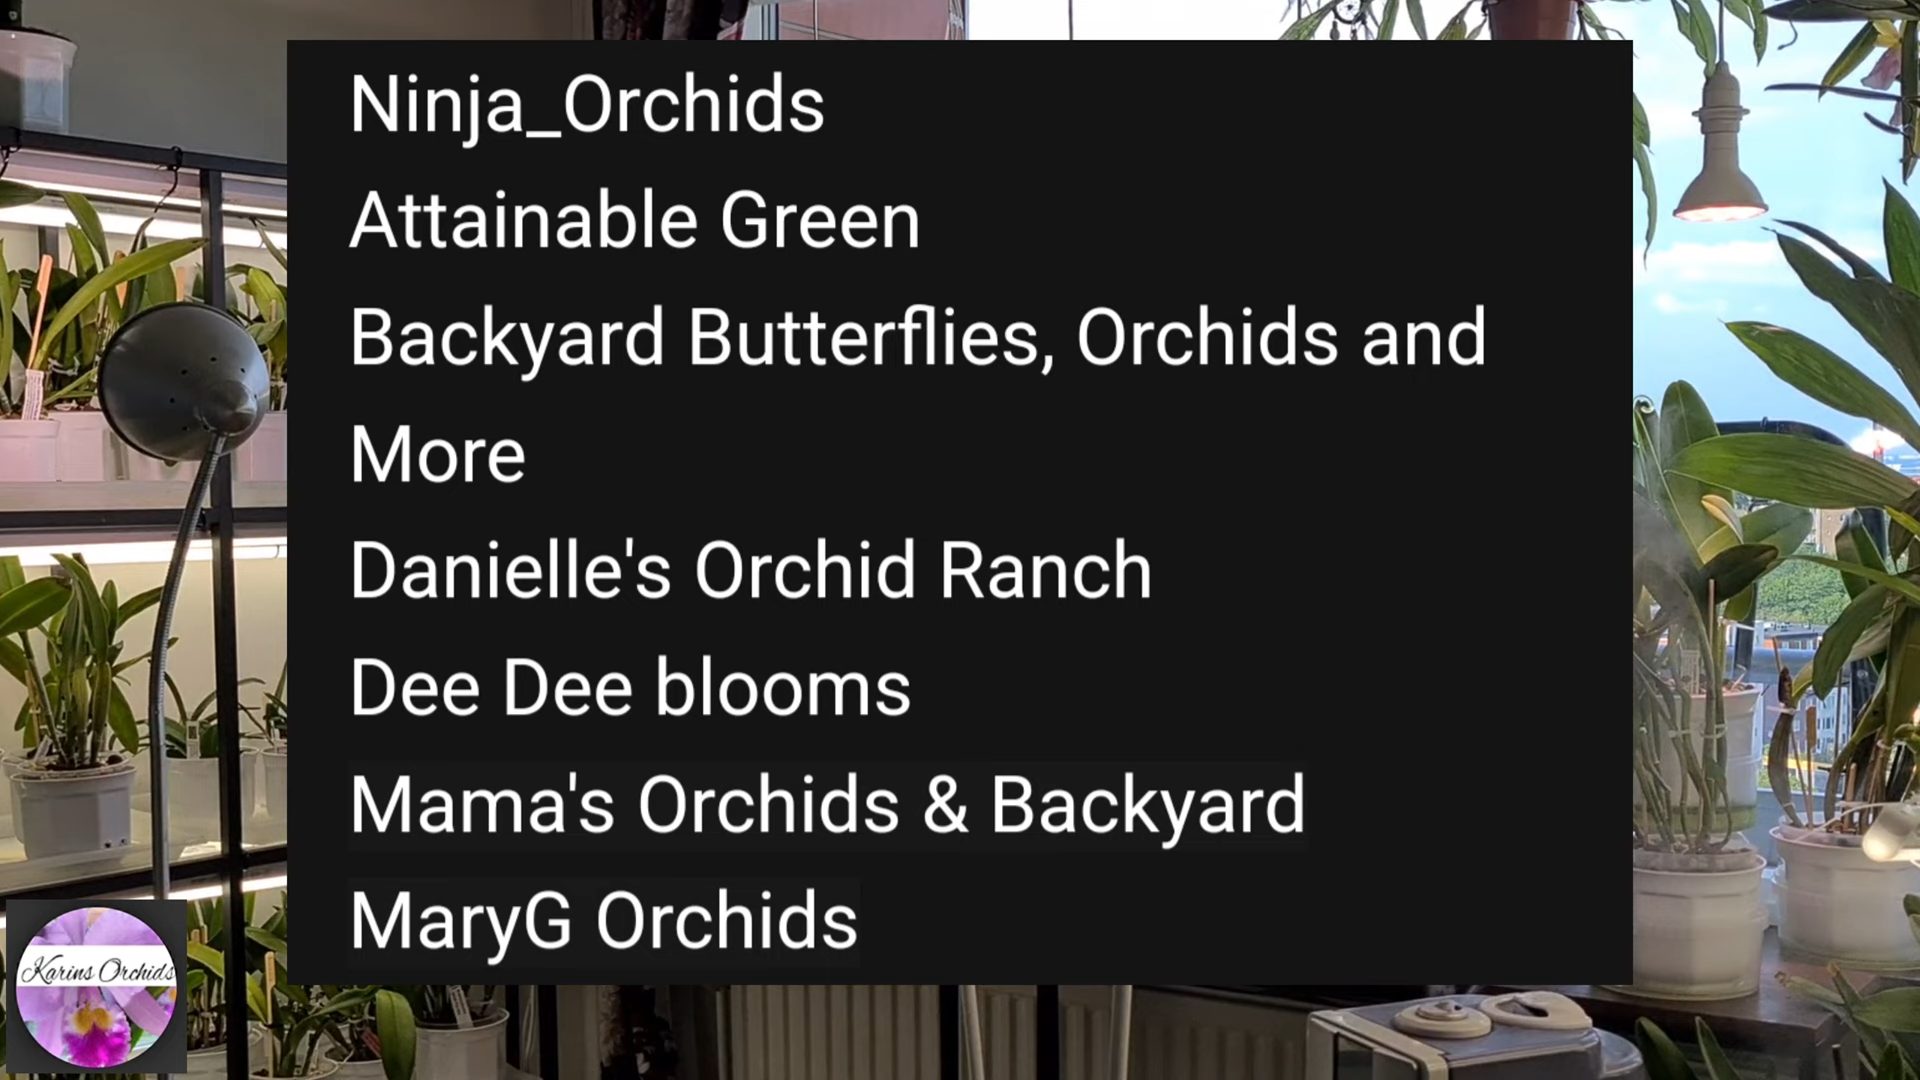 Ninja_Orchids
Attainable Green
Backyard Butterflies, Orchids and
More
Danielle's Orchid Ranch
Dee Dee blooms
Mama's Orchids & Backyard
MaryG Orchids
Karins Orchids